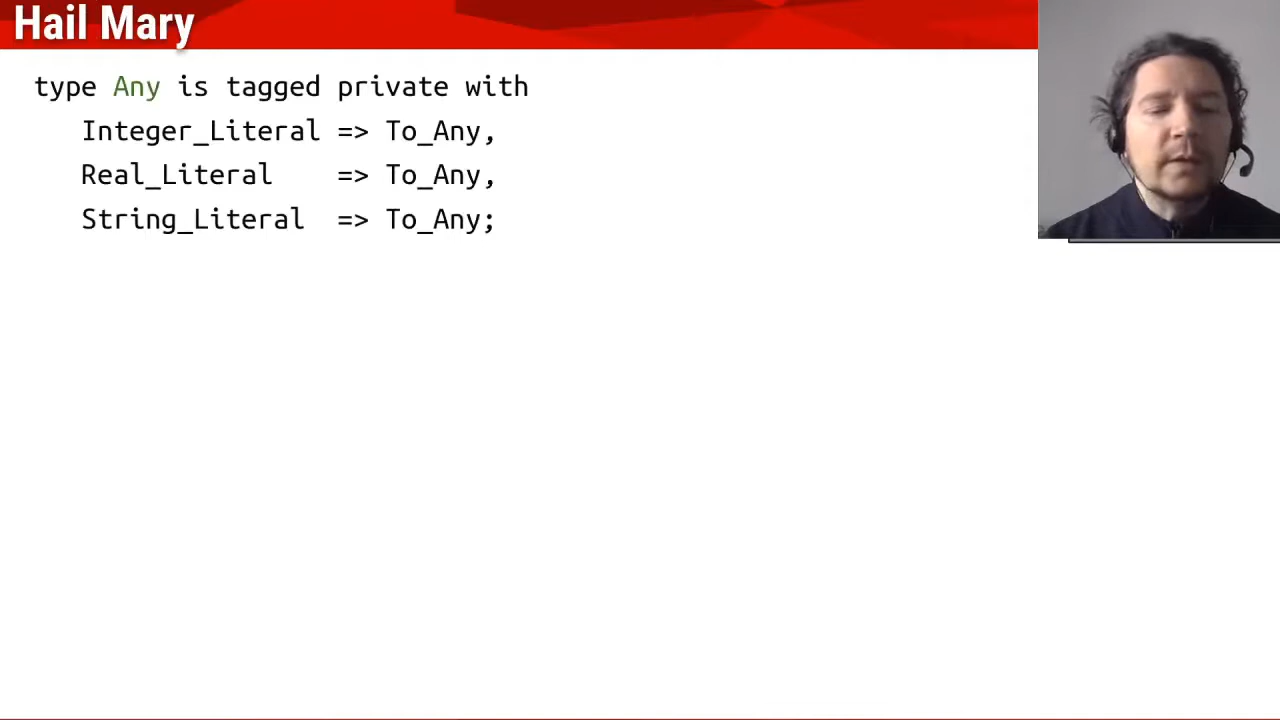 Hail Mary
type Any is tagged private with
   Integer_Literal => To_Any,
   Real_Literal    => To_Any,
   String_Literal  => To_Any;